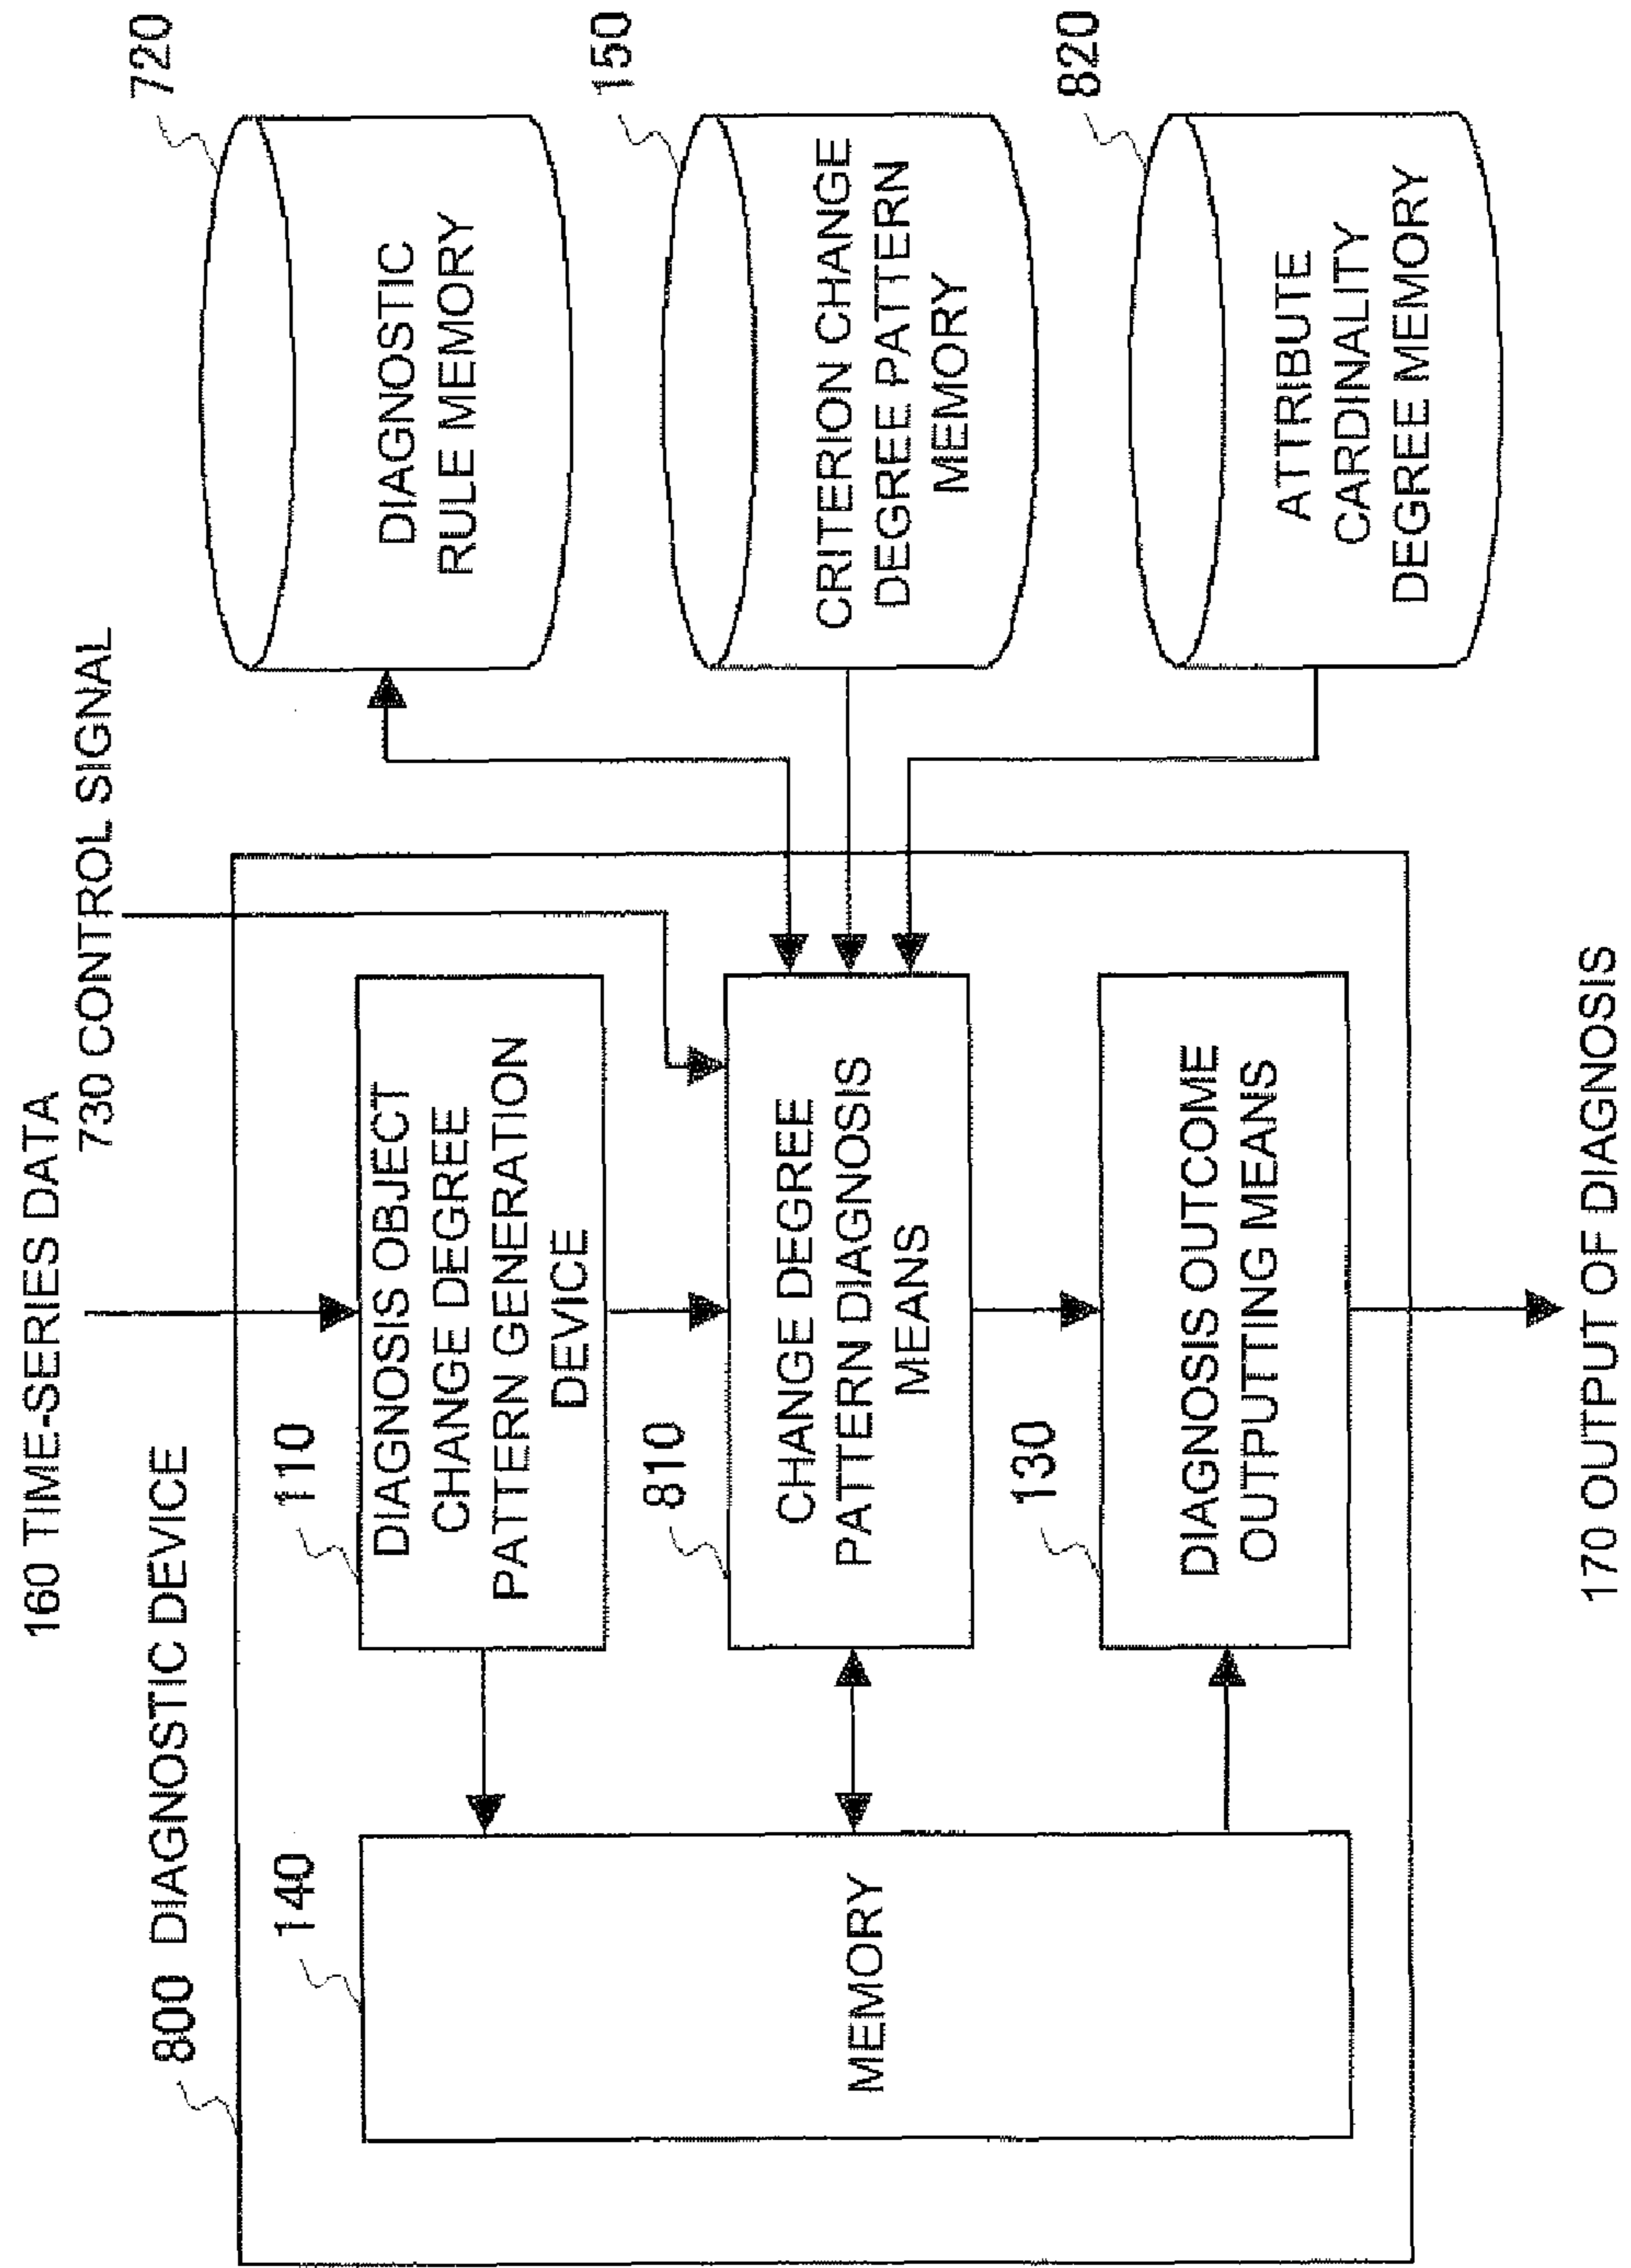 160 TIME-SERIES DATA
730 CONTROL SIGNAL
800 DIAGNOSTIC DEVICE
140
MEMORY
110
DIAGNOSIS OBJECT
CHANGE DEGREE
PATTERN GENERATION
DEVICE
810
CHANGE DEGREE
PATTERN DIAGNOSIS
MEANS
130
DIAGNOSIS OUTCOME
OUTPUTTING MEANS
720
DIAGNOSTIC
RULE MEMORY
150
CRITERION CHANGE
DEGREE PATTERN
MEMORY
820
ATTRIBUTE
CARDINALITY
DEGREE MEMORY
170 OUTPUT OF DIAGNOSIS